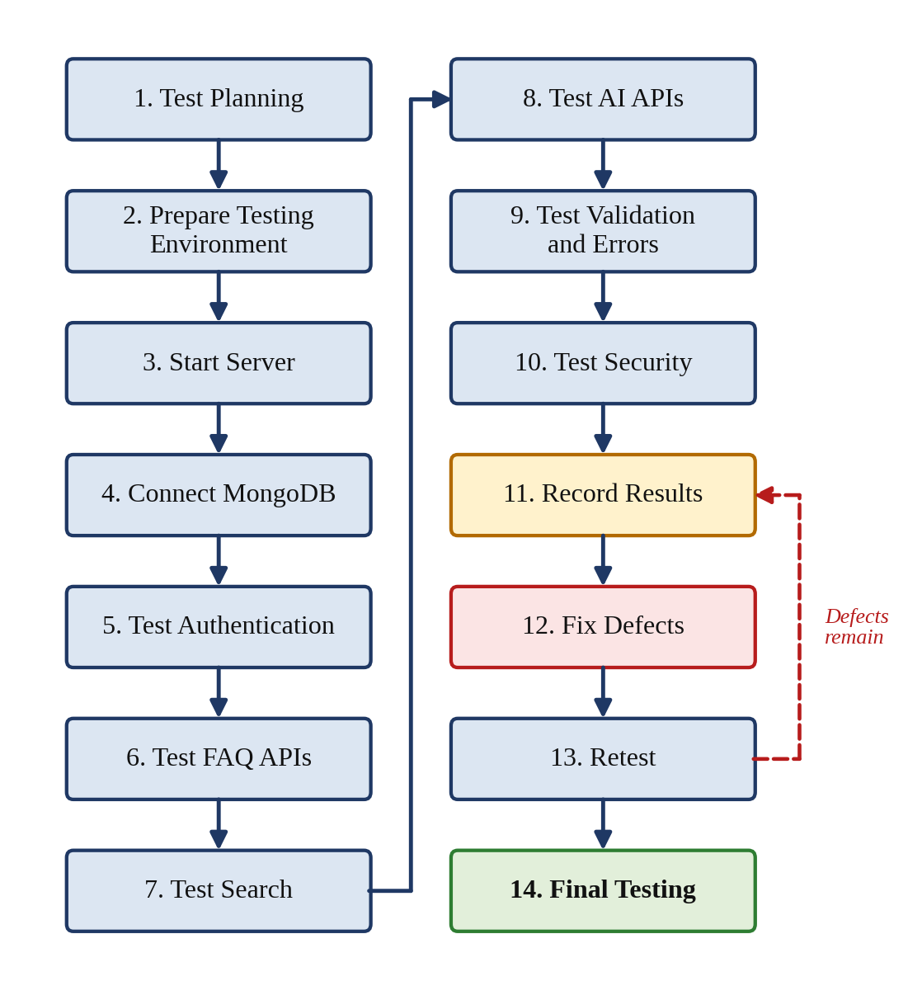 1. Test Planning
2. Prepare Testing
Environment
3. Start Server
4. Connect MongoDB
5. Test Authentication
6. Test FAQ APIs
7. Test Search
8. Test AI APIs
9. Test Validation
and Errors
10. Test Security
11. Record Results
12. Fix Defects
13. Retest
14. Final Testing
Defects
remain